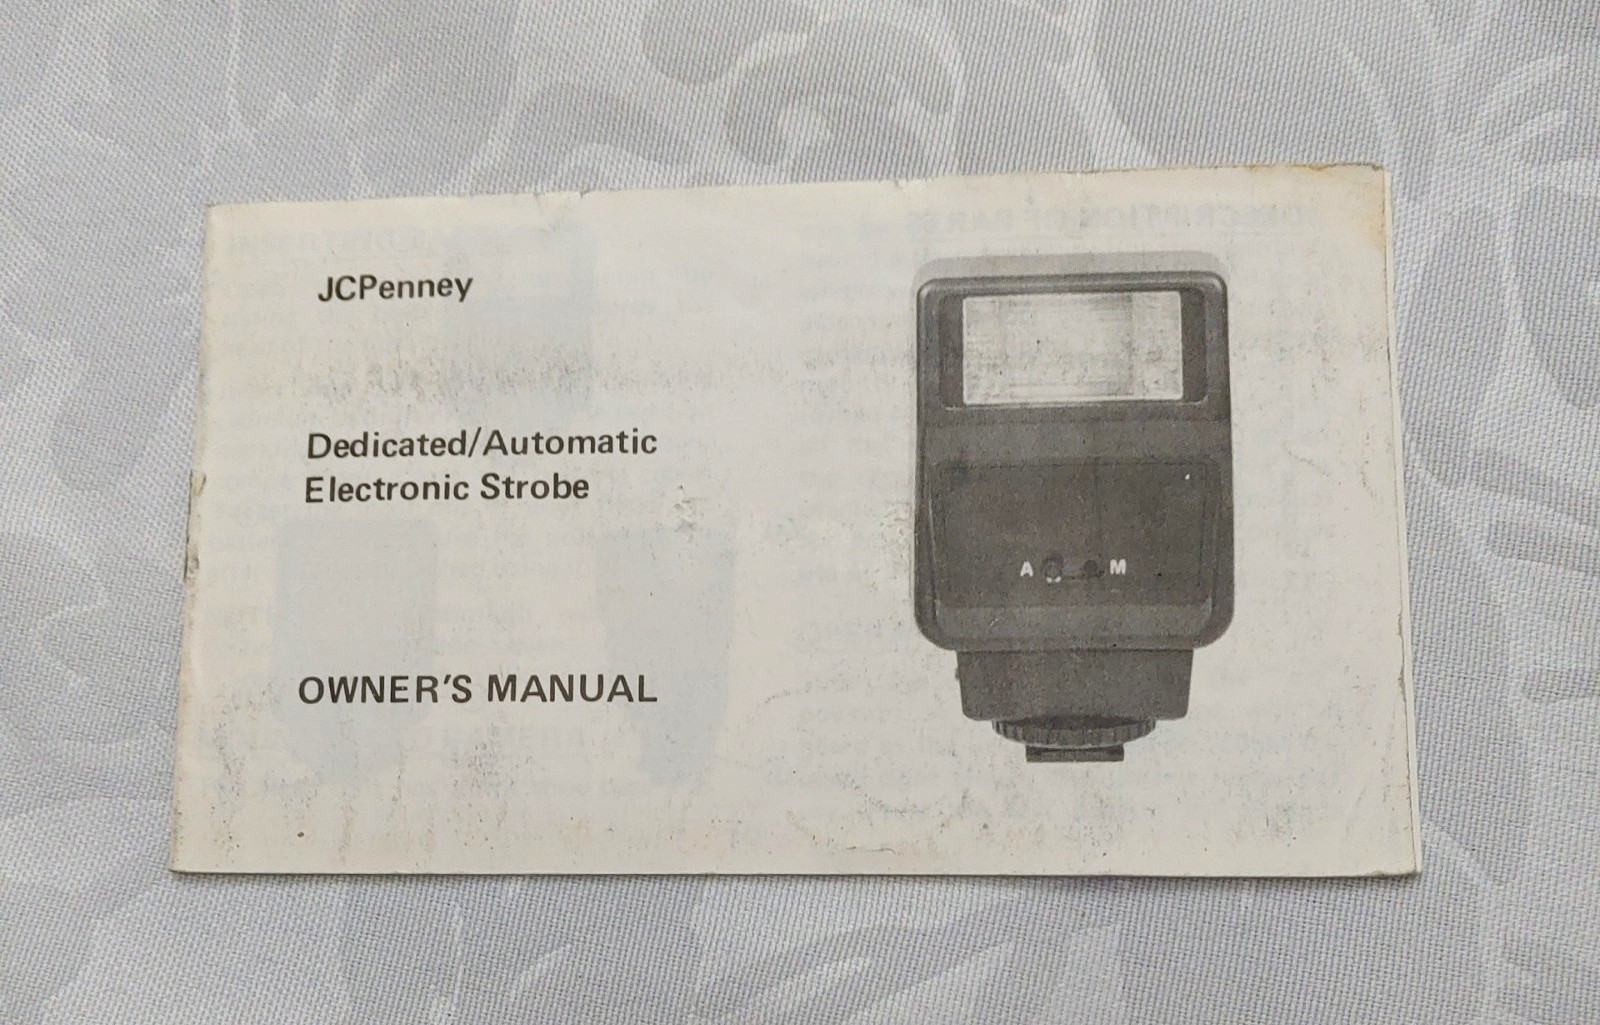 JCPenney
Dedicated/Automatic
Electronic Strobe
OWNER'S MANUAL
A M